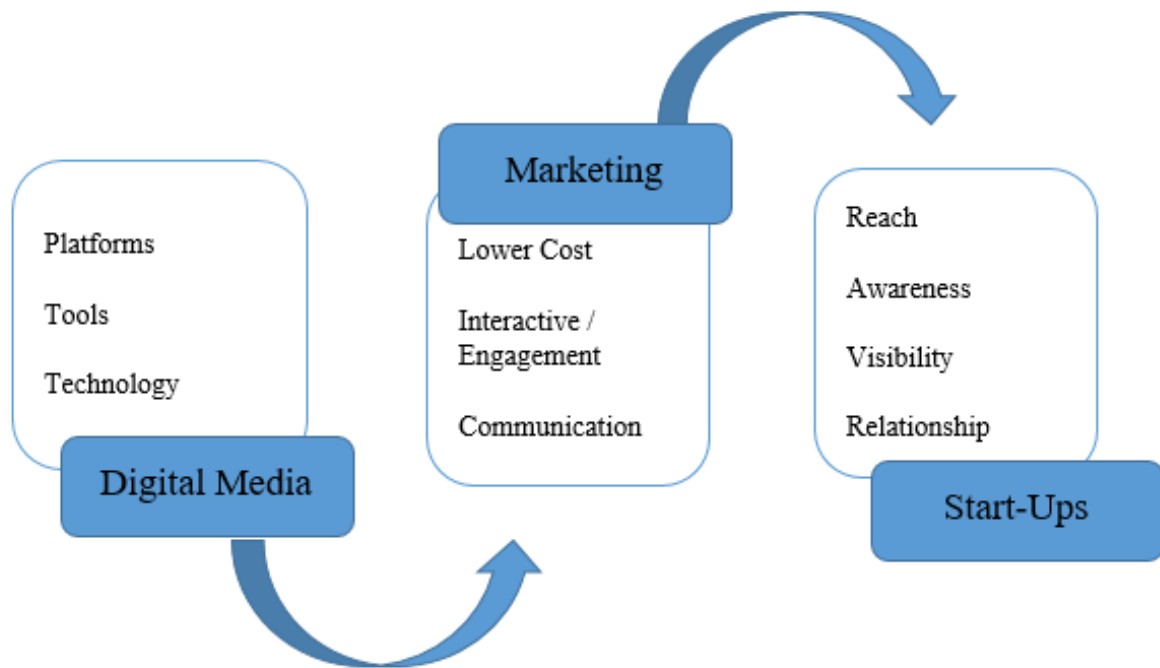 Platforms
Tools
Technology
Digital Media
Marketing
Lower Cost
Interactive /
Engagement
Communication
Reach
Awareness
Visibility
Relationship
Start-Ups